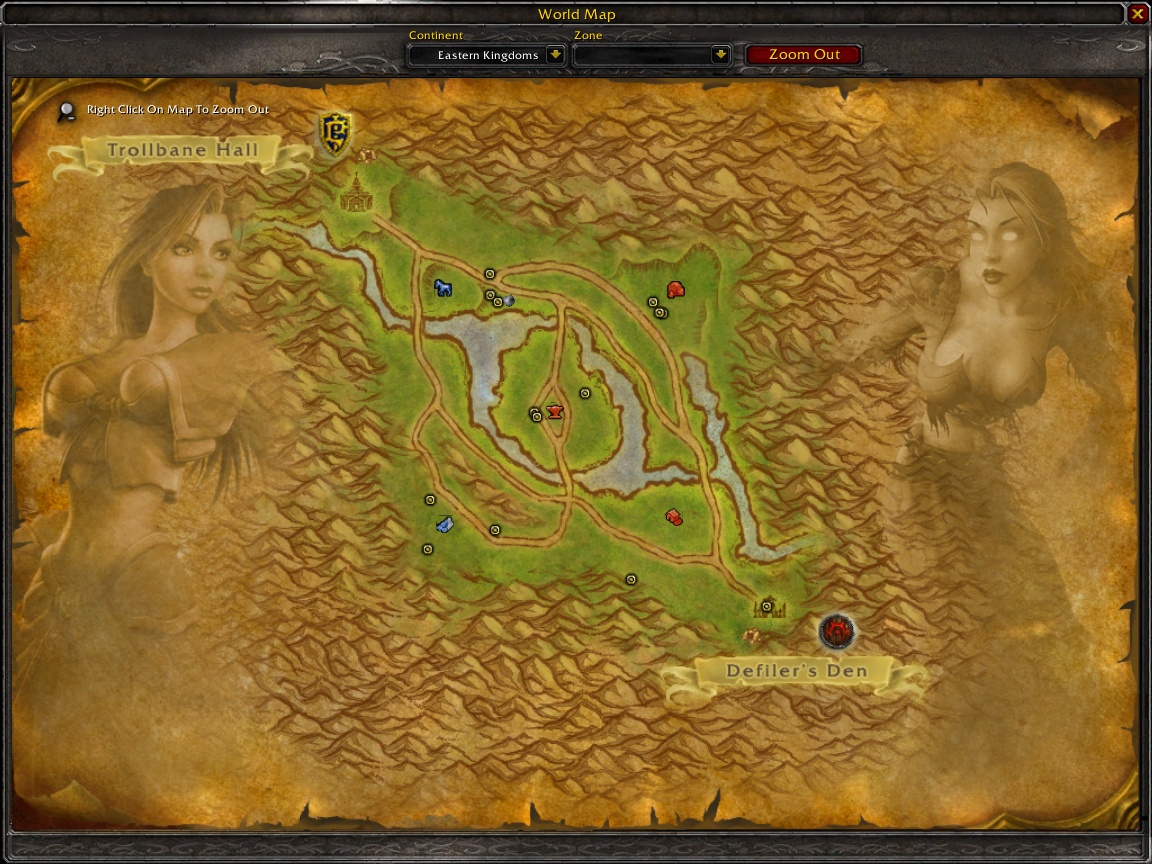 World Map
Continent
Zone
Eastern Kingdoms
Zoom Out
Right Click On Map To Zoom Out
Trollbane Hall
Defiler's Den